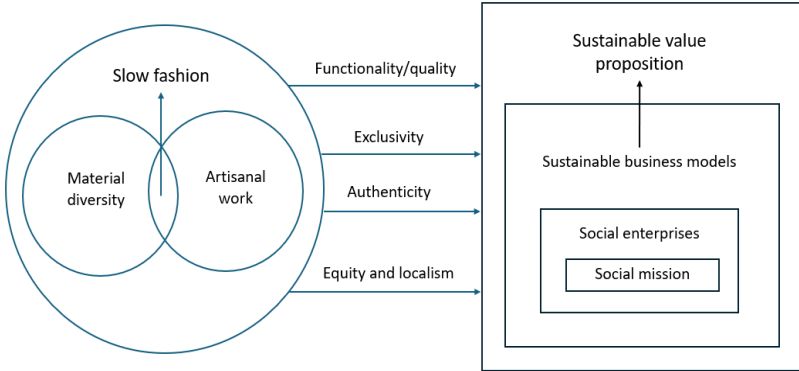 Slow fashion
Material
diversity
Artisanal
work
Functionality/quality
Exclusivity
Authenticity
Equity and localism
Sustainable value
proposition
Sustainable business models
Social enterprises
Social mission